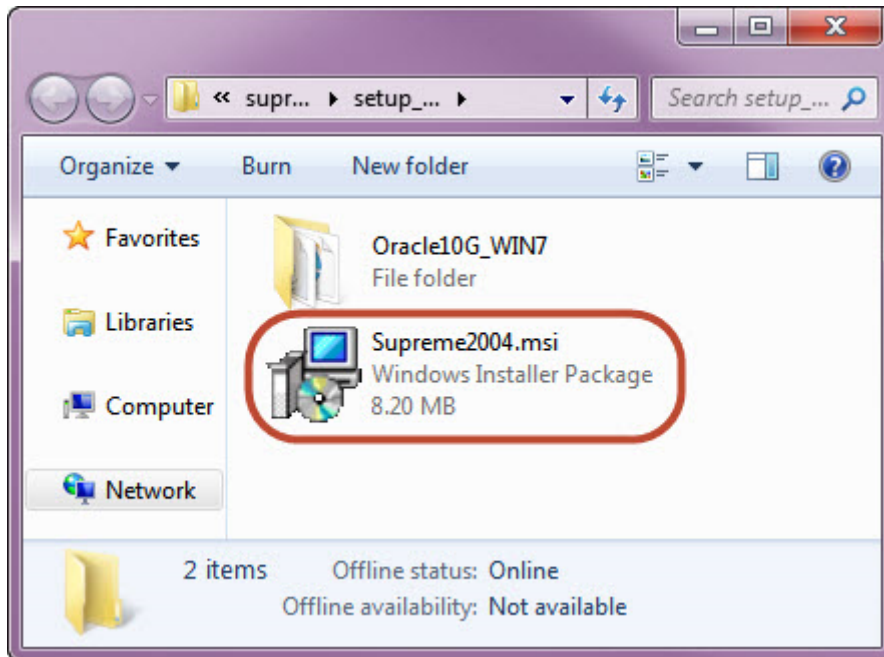 « supr... ▸ setup_... ▸ Search setup_...
Organize Burn New folder
Favorites
Libraries
Computer
Network
Oracle10G_WIN7
File folder
Supreme2004.msi
Windows Installer Package
8.20 MB
2 items Offline status: Online
Offline availability: Not available